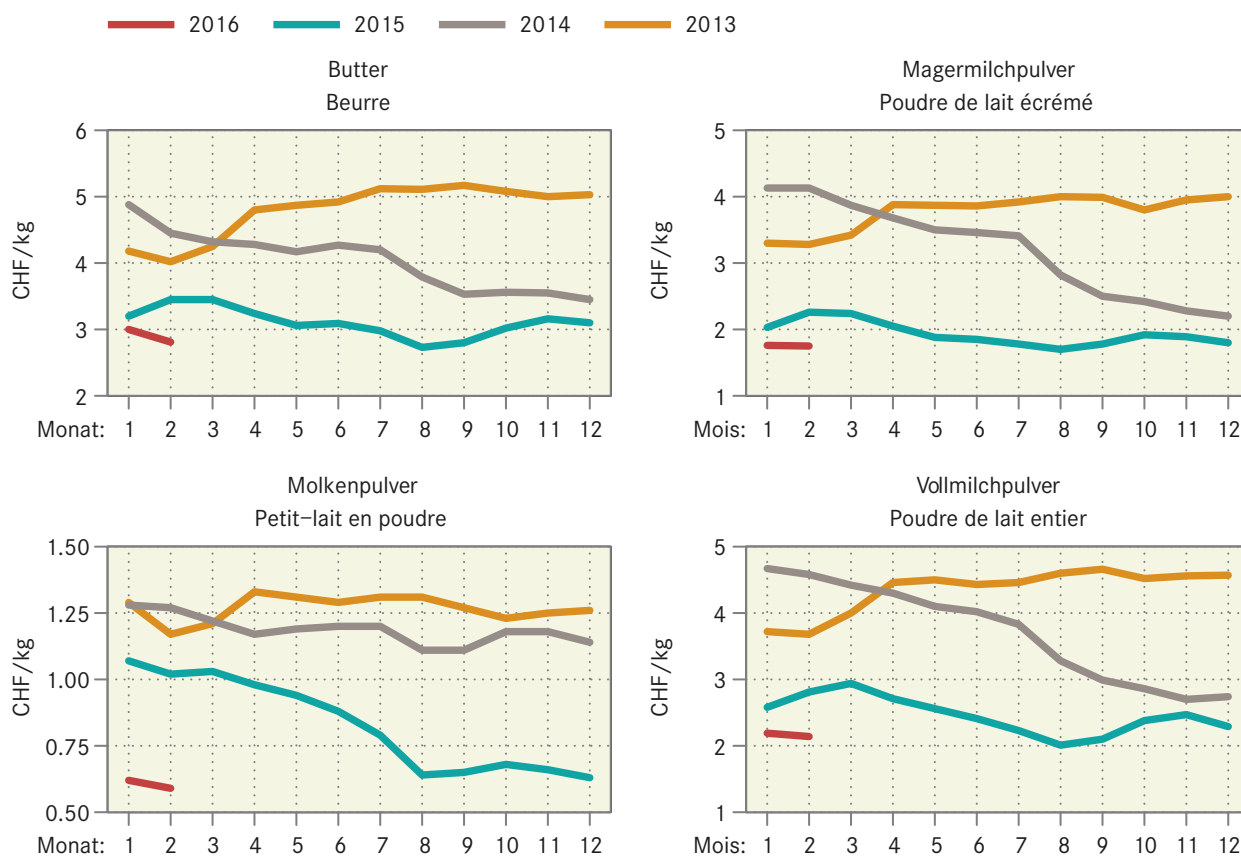 2016 2015 2014 2013
Butter
Beurre
6
5
4
3
2
CHF/kg
Monat: 1 2 3 4 5 6 7 8 9 10 11 12
Magermilchpulver
Poudre de lait écrémé
5
4
3
2
1
CHF/kg
Mois: 1 2 3 4 5 6 7 8 9 10 11 12
Molkenpulver
Petit-lait en poudre
1.50
1.25
1.00
0.75
0.50
CHF/kg
Monat: 1 2 3 4 5 6 7 8 9 10 11 12
Vollmilchpulver
Poudre de lait entier
5
4
3
2
1
CHF/kg
Mois: 1 2 3 4 5 6 7 8 9 10 11 12